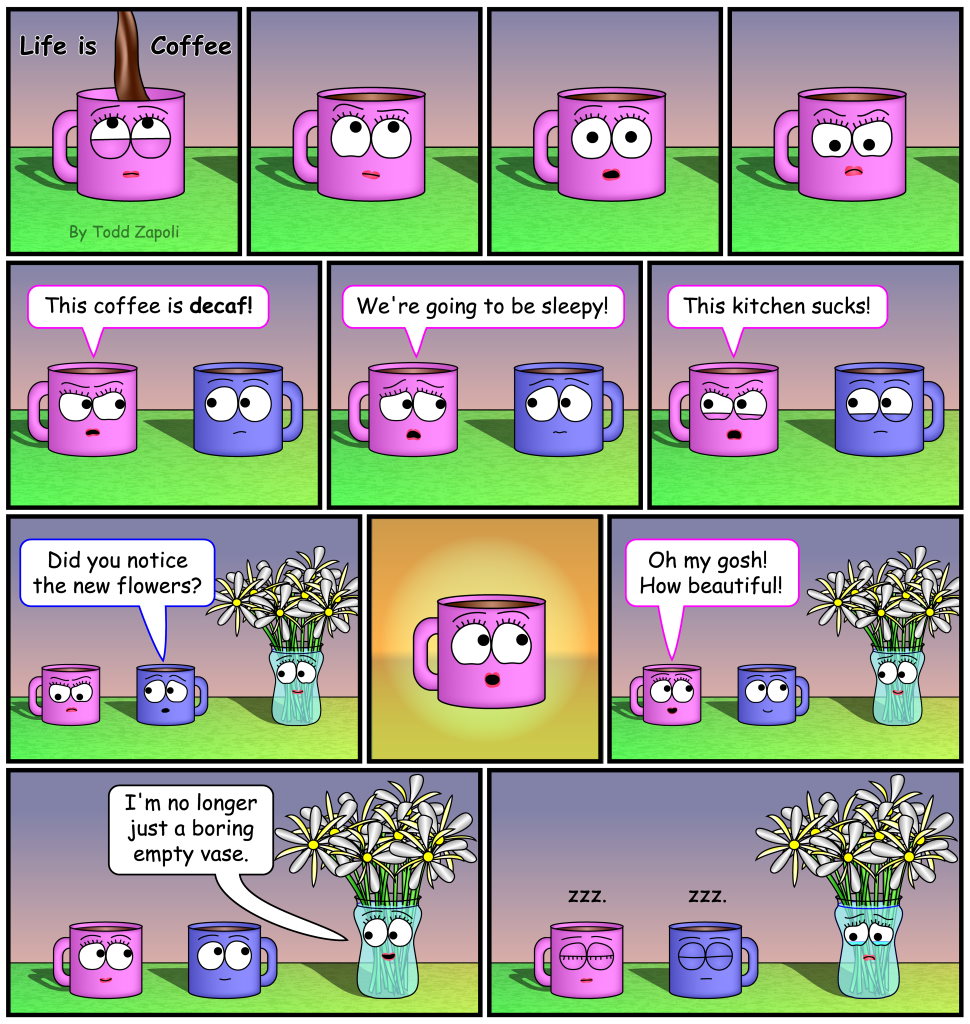 Life is Coffee
By Todd Zapoli
This coffee is decaf!
We're going to be sleepy!
This kitchen sucks!
Did you notice
the new flowers?
Oh my gosh!
How beautiful!
I'm no longer
just a boring
empty vase.
zzz.
zzz.